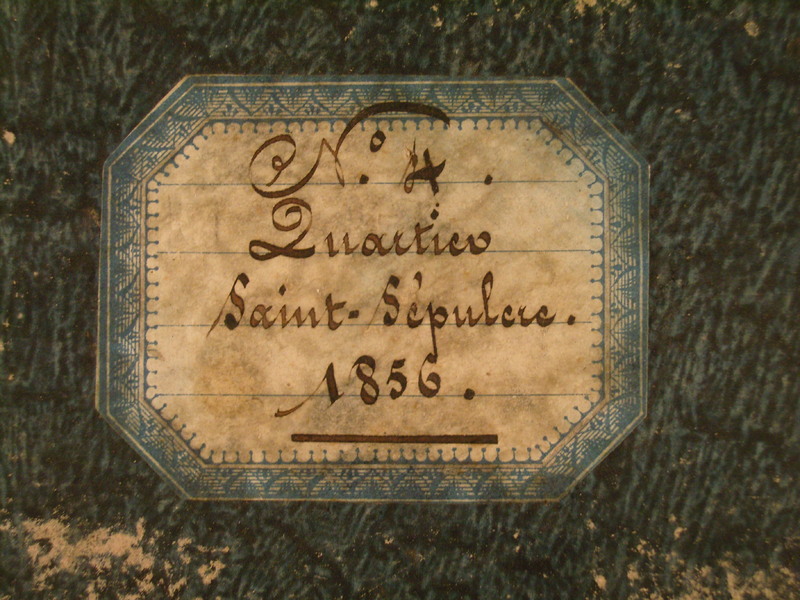 N.º 4.
Quartier
Saint-Sépulcre.
1856.